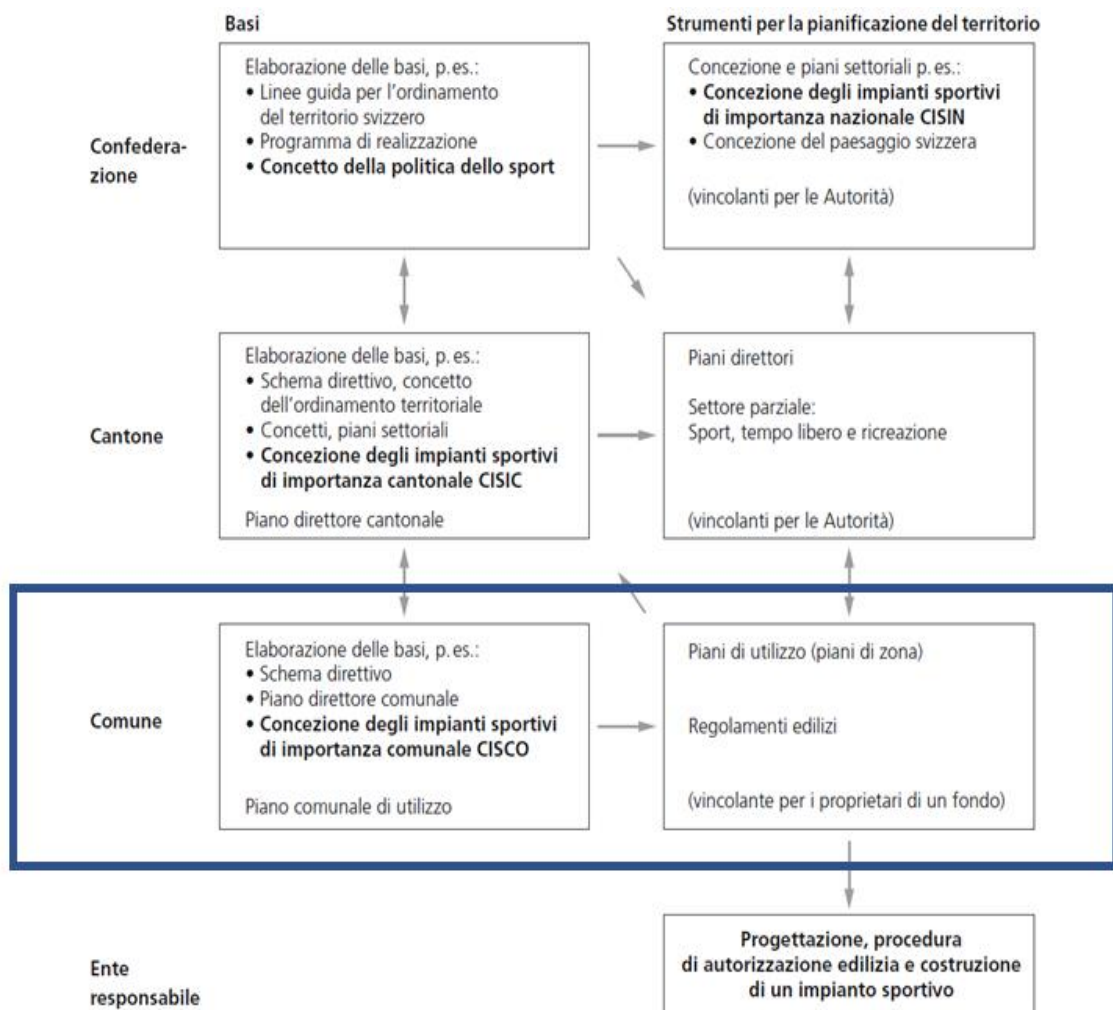 Basi
Strumenti per la pianificazione del territorio
Confedera-
zione
Elaborazione delle basi, p. es.:
• Linee guida per l'ordinamento
del territorio svizzero
• Programma di realizzazione
• Concetto della politica dello sport
Concezione e piani settoriali p. es.:
• Concezione degli impianti sportivi
di importanza nazionale CISIN
• Concezione del paesaggio svizzera
(vincolanti per le Autorità)
Cantone
Elaborazione delle basi, p. es.:
• Schema direttivo, concetto
dell'ordinamento territoriale
• Concetti, piani settoriali
• Concezione degli impianti sportivi
di importanza cantonale CISIC
Piano direttore cantonale
Piani direttori
Settore parziale:
Sport, tempo libero e ricreazione
(vincolanti per le Autorità)
Comune
Elaborazione delle basi, p. es.:
• Schema direttivo
• Piano direttore comunale
• Concezione degli impianti sportivi
di importanza comunale CISCO
Piano comunale di utilizzo
Piani di utilizzo (piani di zona)
Regolamenti edilizi
(vincolante per i proprietari di un fondo)
Ente
responsabile
Progettazione, procedura
di autorizzazione edilizia e costruzione
di un impianto sportivo